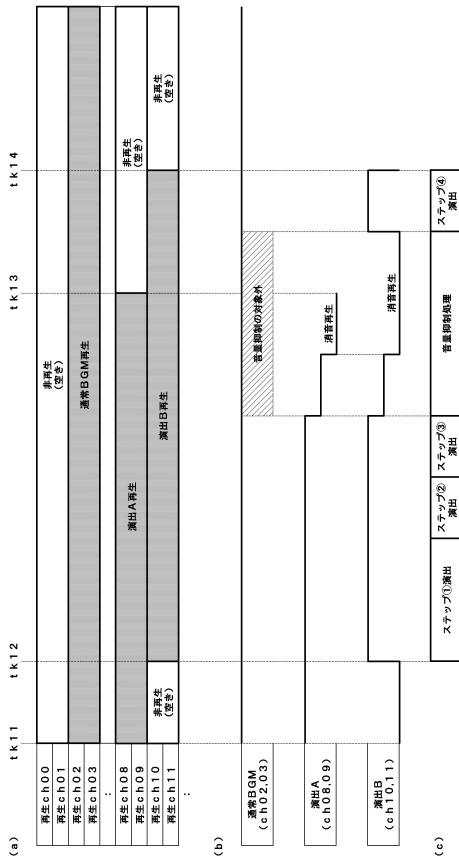 (a)
tk11
tk12
tk13
tk14
再生ch00
再生ch01
再生ch02
再生ch03
:
再生ch08
再生ch09
再生ch10
再生ch11
:
非再生
(空き)
通常BGM再生
演出A再生
非再生
(空き)
非再生
(空き)
演出B再生
非再生
(空き)
(b)
通常BGM
(ch02,03)
音量抑制の対象外
演出A
(ch08,09)
消音再生
演出B
(ch10,11)
消音再生
(c)
ステップ①演出
ステップ②
演出
ステップ③
演出
音量抑制処理
ステップ④
演出